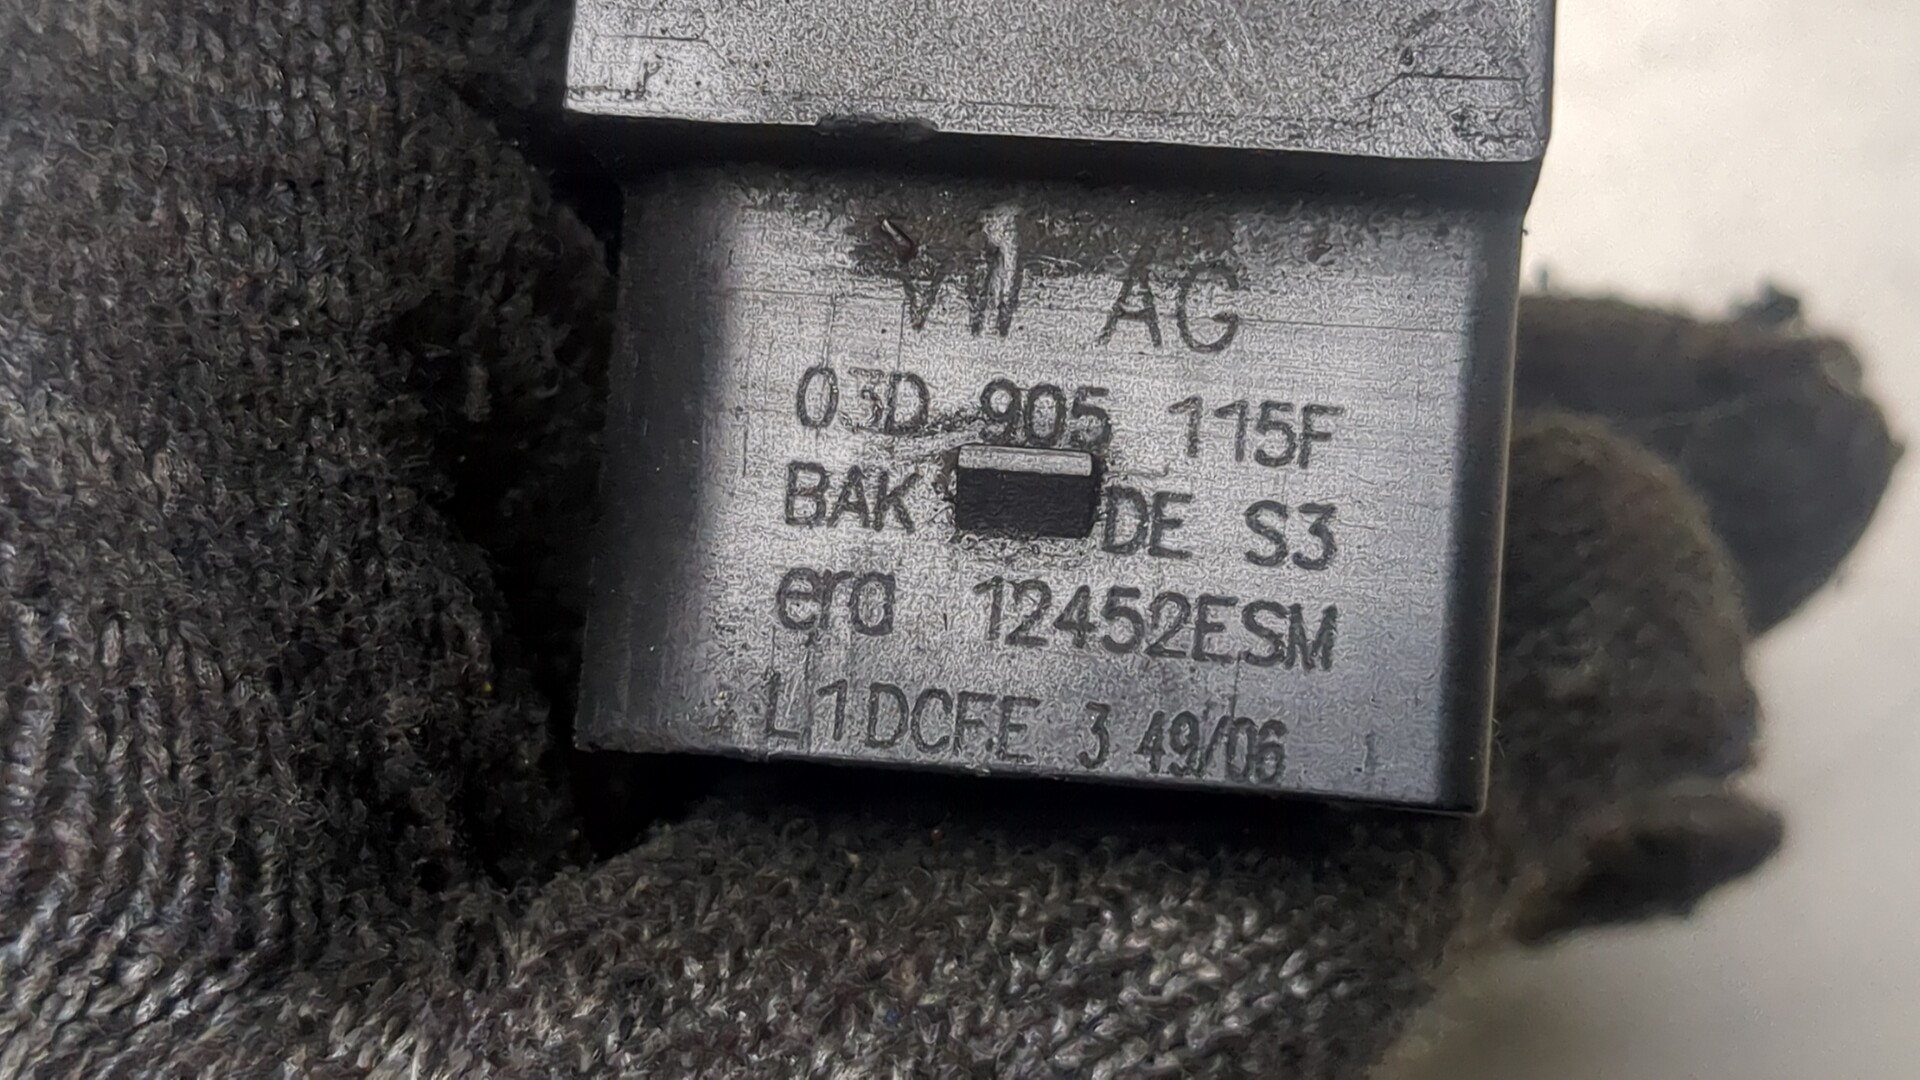 VW AG
03D 905 115F
BAK DE S3
era 12452ESM
L1DCFE 3 49/06